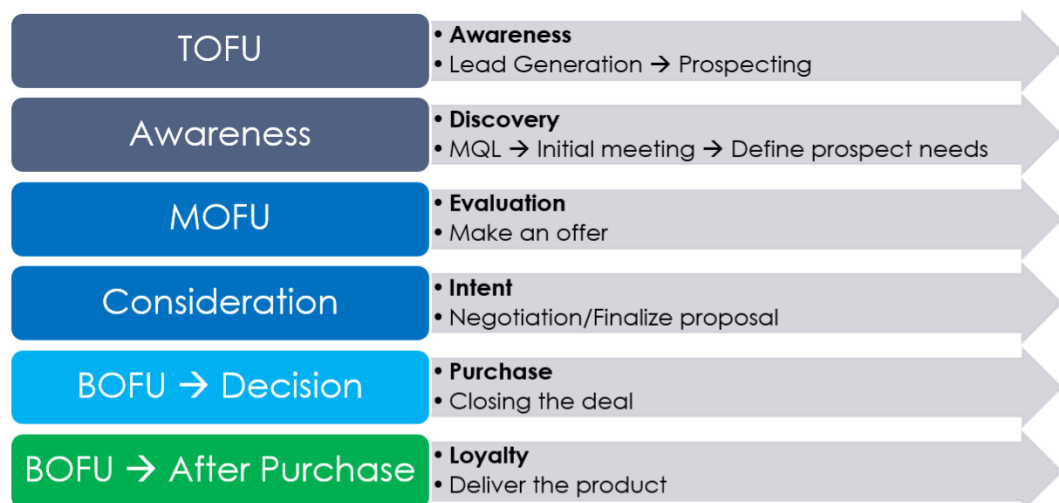 TOFU
• Awareness
• Lead Generation → Prospecting
Awareness
• Discovery
• MQL → Initial meeting → Define prospect needs
MOFU
• Evaluation
• Make an offer
Consideration
• Intent
• Negotiation/Finalize proposal
BOFU → Decision
• Purchase
• Closing the deal
BOFU → After Purchase
• Loyalty
• Deliver the product